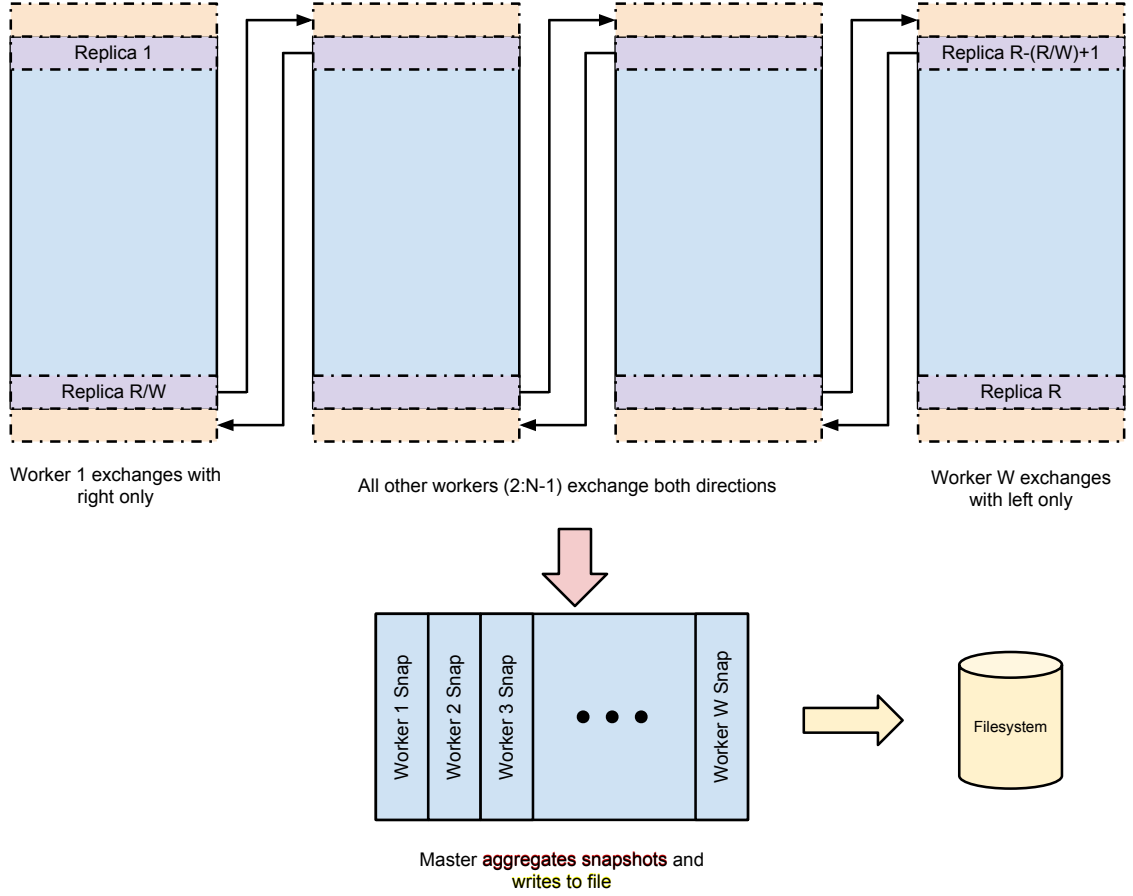 Replica 1
Replica R-(R/W)+1
Replica R/W
Replica R
Worker 1 exchanges with
right only
All other workers (2:N-1) exchange both directions
Worker W exchanges
with left only
Worker 1 Snap
Worker 2 Snap
Worker 3 Snap
Worker W Snap
Filesystem
Master aggregates snapshots and
writes to file